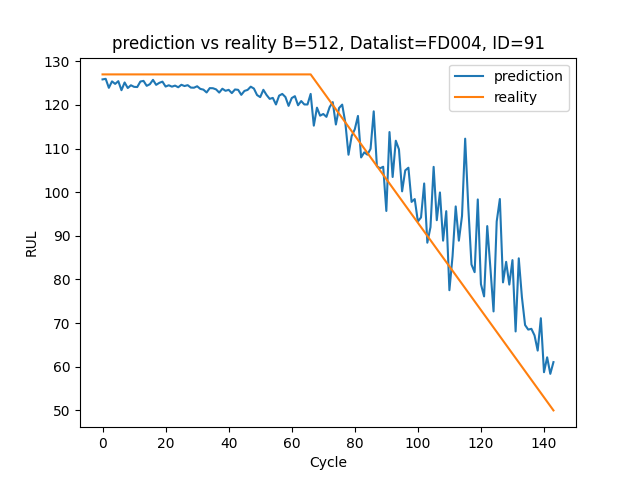 prediction vs reality B=512, Datalist=FD004, ID=91
prediction
reality
RUL
130
120
110
100
90
80
70
60
50
0 20 40 60 80 100 120 140
Cycle